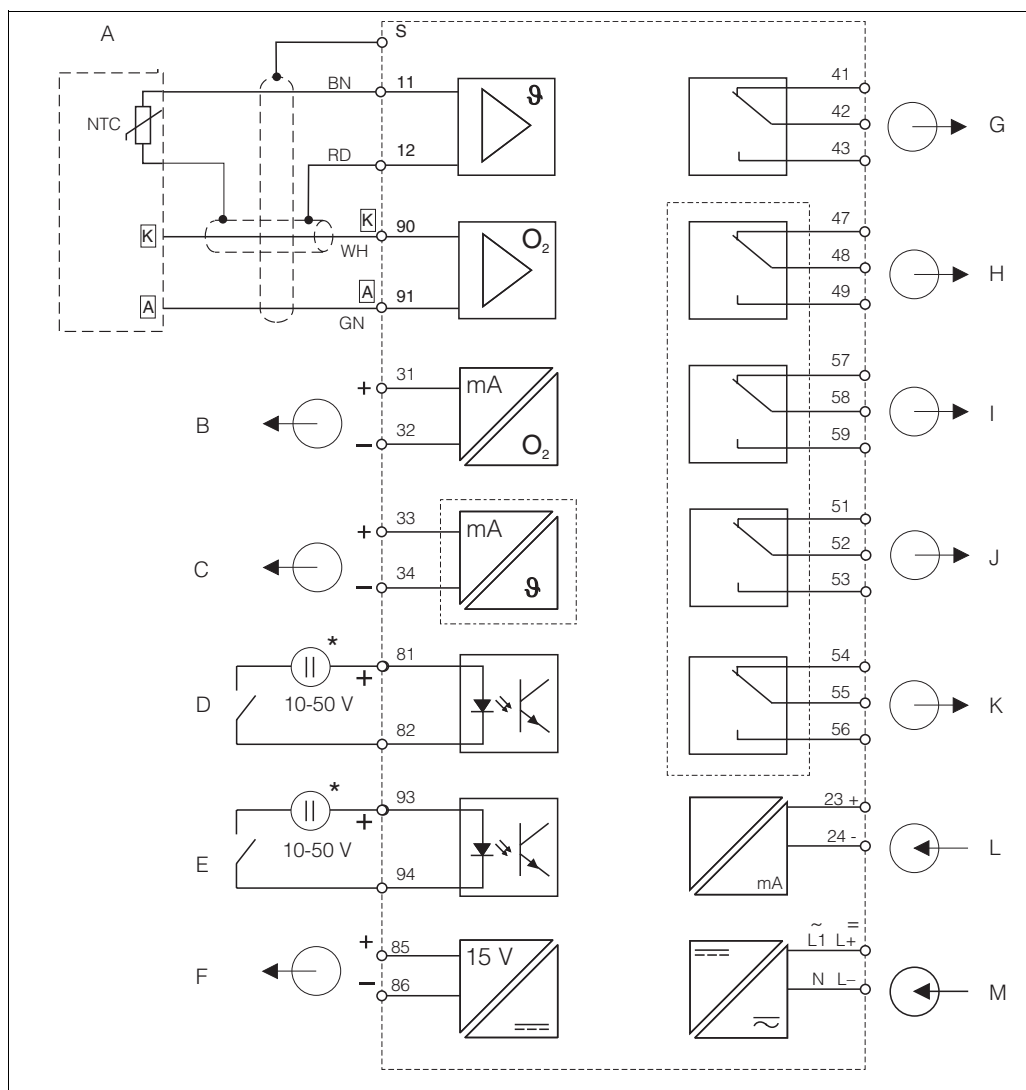 A
S
BN 11
ϑ
NTC
RD 12
K K 90
WH
O2
A A 91
GN
B
+ 31
− 32
mA
O2
C
+ 33
− 34
mA
ϑ
D
*
10-50 V
+ 81
82
E
*
10-50 V
+ 93
94
F
+ 85
− 86
15 V
41
42
43
G
47
48
49
H
57
58
59
I
51
52
53
J
54
55
56
K
23 +
24 -
mA
L
~ =
L1 L+
N L−
M